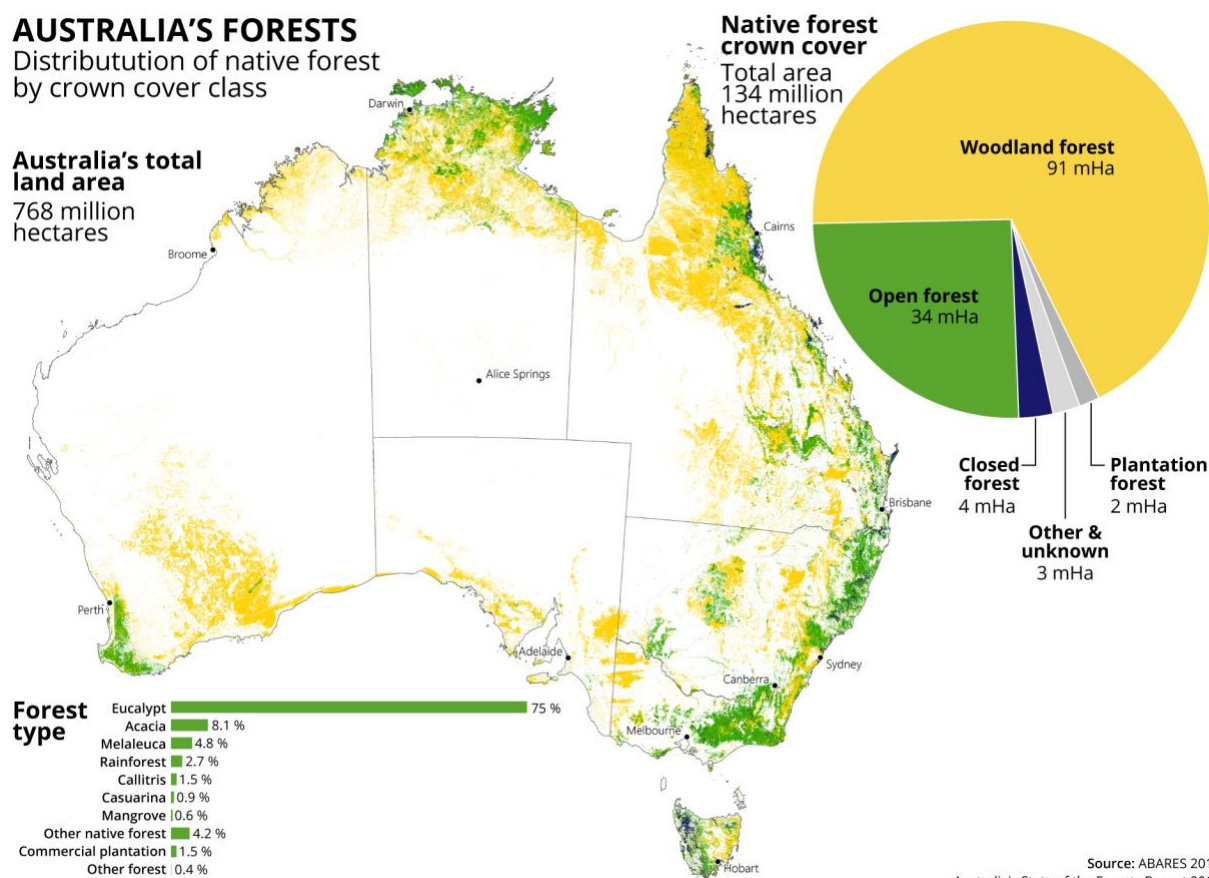 AUSTRALIA'S FORESTS
Distributution of native forest
by crown cover class
Australia's total
land area
768 million
hectares
Native forest
crown cover
Total area
134 million
hectares
Woodland forest
91 mHa
Open forest
34 mHa
Closed
forest
4 mHa
Other &
unknown
3 mHa
Plantation
forest
2 mHa
Darwin
Cairns
Broome
Alice Springs
Brisbane
Perth
Adelaide
Sydney
Canberra
Melbourne
Hobart
Forest
type
Eucalypt 75 %
Acacia 8.1 %
Melaleuca 4.8 %
Rainforest 2.7 %
Callitris 1.5 %
Casuarina 0.9 %
Mangrove 0.6 %
Other native forest 4.2 %
Commercial plantation 1.5 %
Other forest 0.4 %
Source: ABARES 201